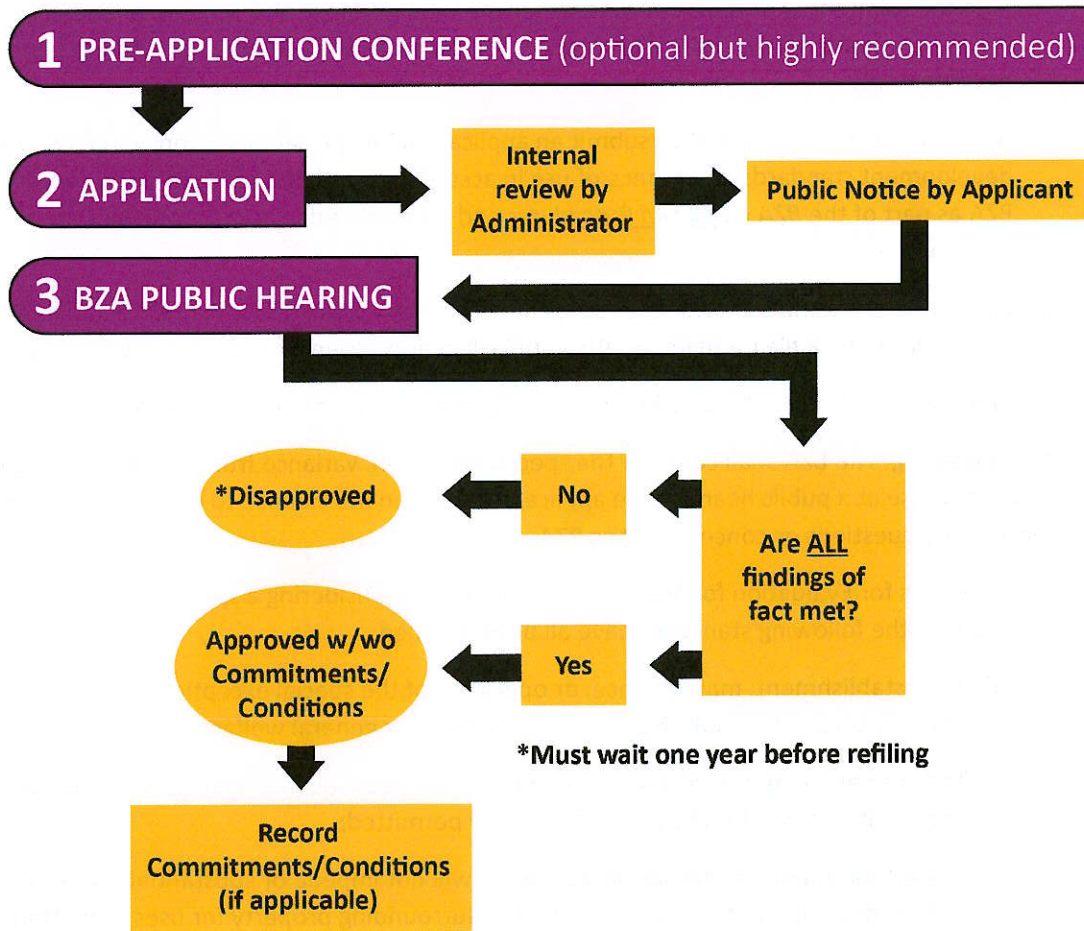 1 PRE-APPLICATION CONFERENCE (optional but highly recommended)
2 APPLICATION
Internal
review by
Administrator
Public Notice by Applicant
3 BZA PUBLIC HEARING
Are ALL
findings of
fact met?
No
*Disapproved
Yes
Approved w/wo
Commitments/
Conditions
*Must wait one year before refiling
Record
Commitments/Conditions
(if applicable)